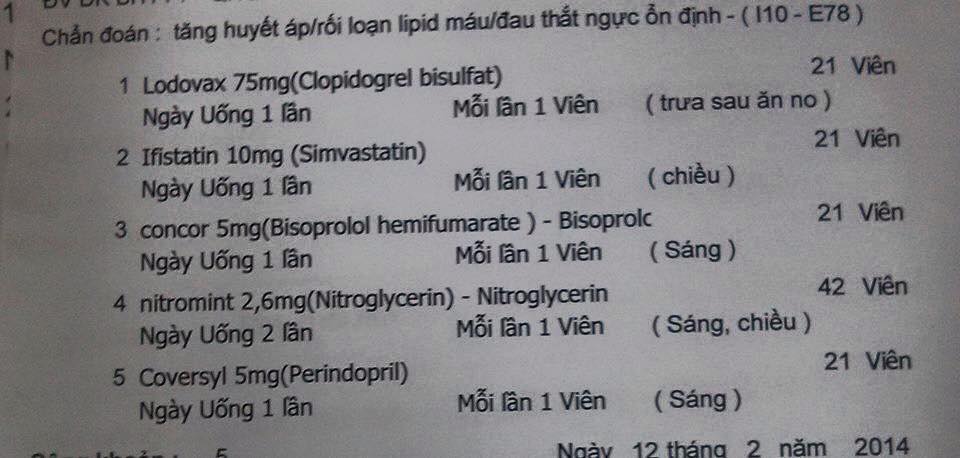 Chẩn đoán : tăng huyết áp/rối loạn lipid máu/đau thắt ngực ổn định - ( I10 - E78 )
1 Lodovax 75mg(Clopidogrel bisulfat) 21 Viên
Ngày Uống 1 lần Mỗi lần 1 Viên ( trưa sau ăn no )
2 Ifistatin 10mg (Simvastatin) 21 Viên
Ngày Uống 1 lần Mỗi lần 1 Viên ( chiều )
3 concor 5mg(Bisoprolol hemifumarate ) - Bisoprolc 21 Viên
Ngày Uống 1 lần Mỗi lần 1 Viên ( Sáng )
4 nitromint 2,6mg(Nitroglycerin) - Nitroglycerin 42 Viên
Ngày Uống 2 lần Mỗi lần 1 Viên ( Sáng, chiều )
5 Coversyl 5mg(Perindopril) 21 Viên
Ngày Uống 1 lần Mỗi lần 1 Viên ( Sáng )
5 Ngày 12 tháng 2 năm 2014